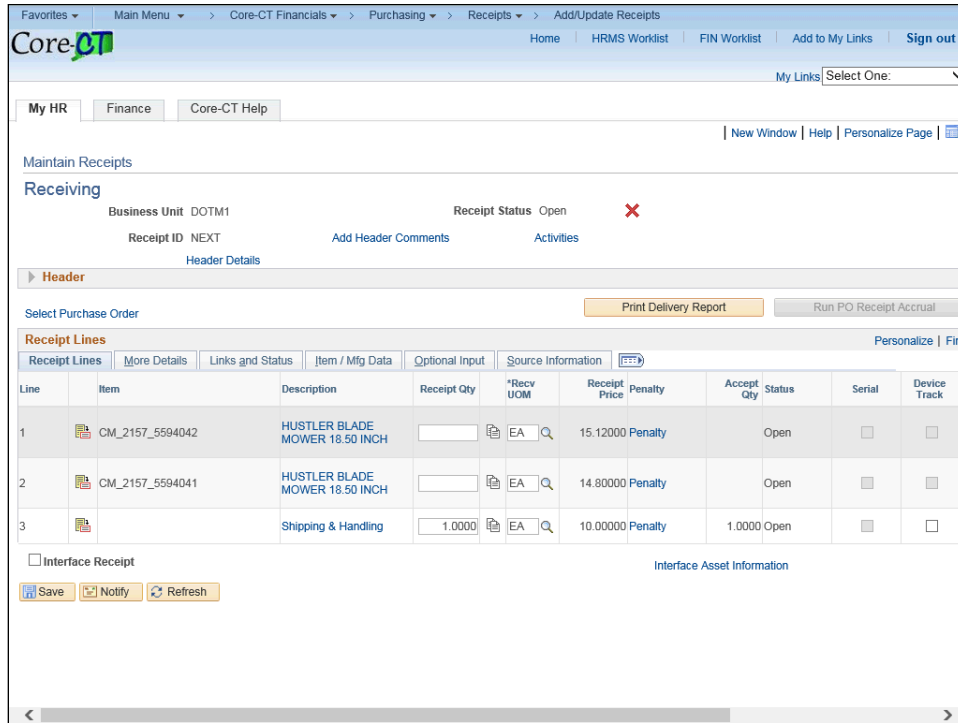 Favorites Main Menu > Core-CT Financials > Purchasing > Receipts > Add/Update Receipts
Core-CT
Home HRMS Worklist FIN Worklist Add to My Links Sign out
My Links Select One:
My HR Finance Core-CT Help
New Window | Help | Personalize Page |
Maintain Receipts
Receiving
Business Unit DOTM1 Receipt Status Open
Receipt ID NEXT Add Header Comments Activities
Header Details
Header
Select Purchase Order Print Delivery Report Run PO Receipt Accrual
Receipt Lines Personalize | Fi
Receipt Lines More Details Links and Status Item / Mfg Data Optional Input Source Information
Line Item Description Receipt Qty *Recv UOM Receipt Price Penalty Accept Qty Status Serial Device Track
1 CM_2157_5594042 HUSTLER BLADE MOWER 18.50 INCH EA 15.12000 Penalty Open
2 CM_2157_5594041 HUSTLER BLADE MOWER 18.50 INCH EA 14.80000 Penalty Open
3 Shipping & Handling 1.0000 EA 10.00000 Penalty 1.0000 Open
Interface Receipt Interface Asset Information
Save Notify Refresh